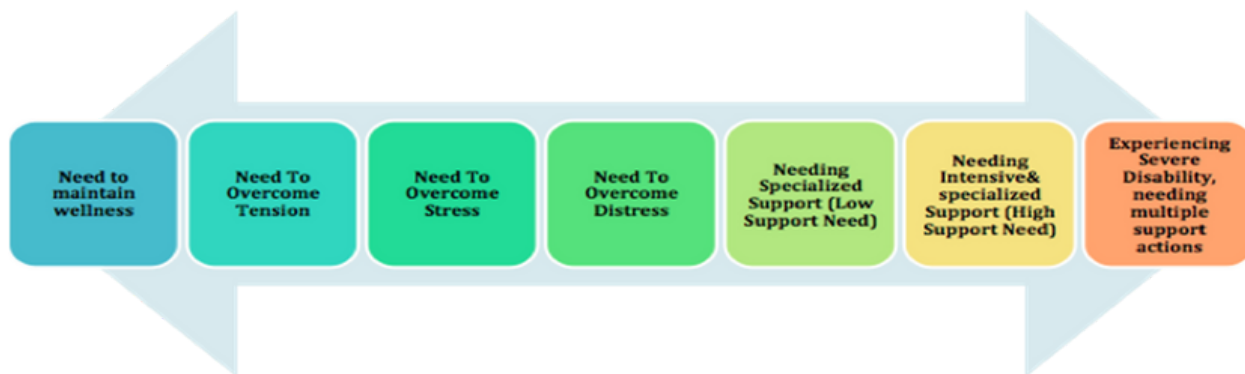 Need to
maintain
wellness
Need To
Overcome
Tension
Need To
Overcome
Stress
Need To
Overcome
Distress
Needing
Specialized
Support (Low
Support Need)
Needing
Intensive&
specialized
Support (High
Support Need)
Experiencing
Severe
Disability,
needing
multiple
support
actions